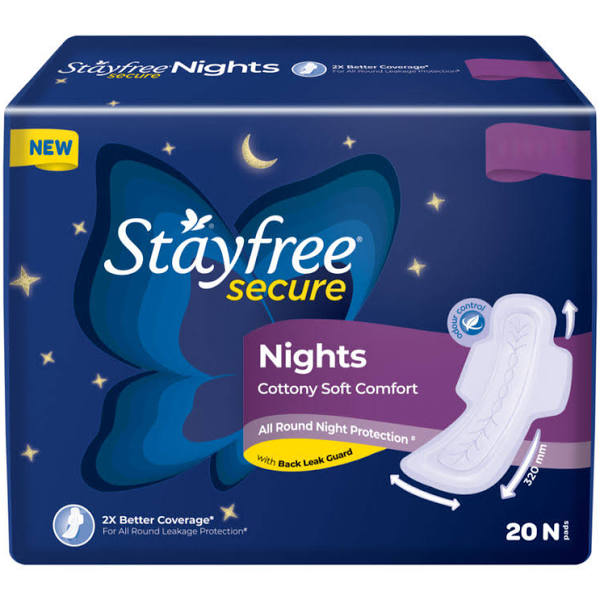 Stayfree® secure Nights
2X Better Coverage*
For All Round Leakage Protection#
NEW
Stayfree®
secure
odour control
Nights
Cottony Soft Comfort
All Round Night Protection#
with Back Leak Guard
320 mm
2X Better Coverage*
For All Round Leakage Protection#
20 N
pads